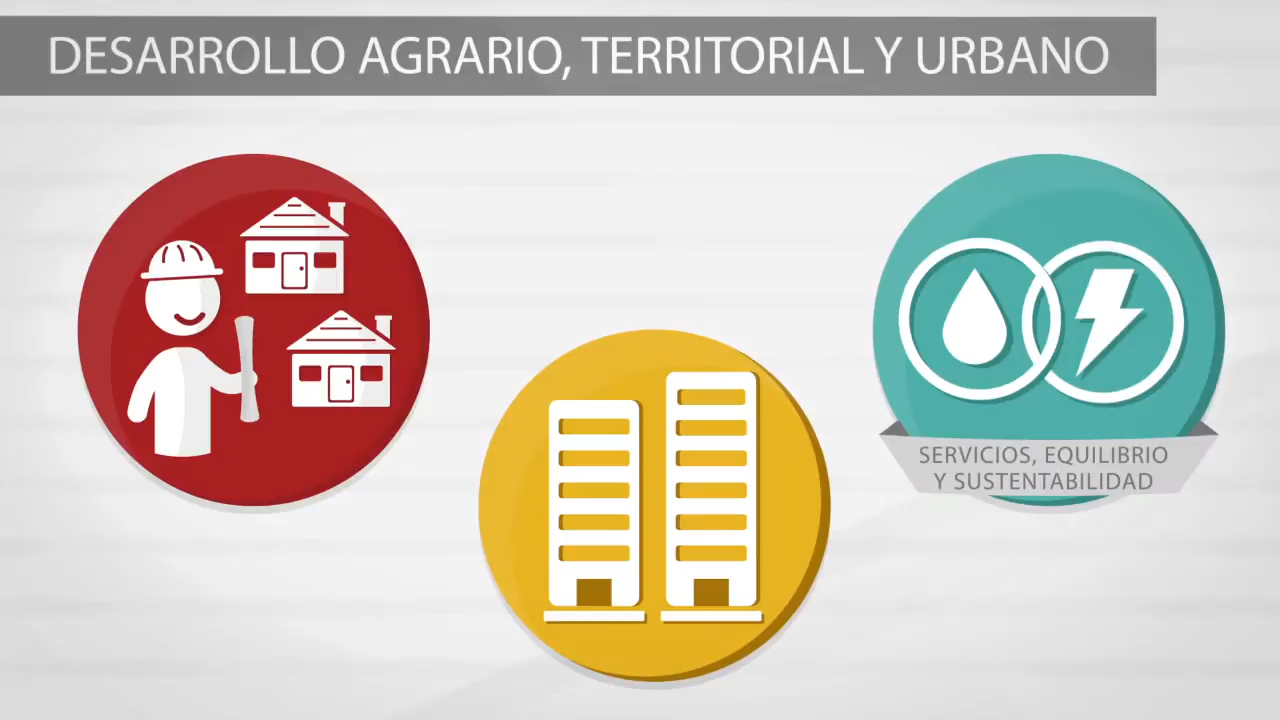 DESARROLLO AGRARIO, TERRITORIAL Y URBANO
SERVICIOS, EQUILIBRIO
Y SUSTENTABILIDAD